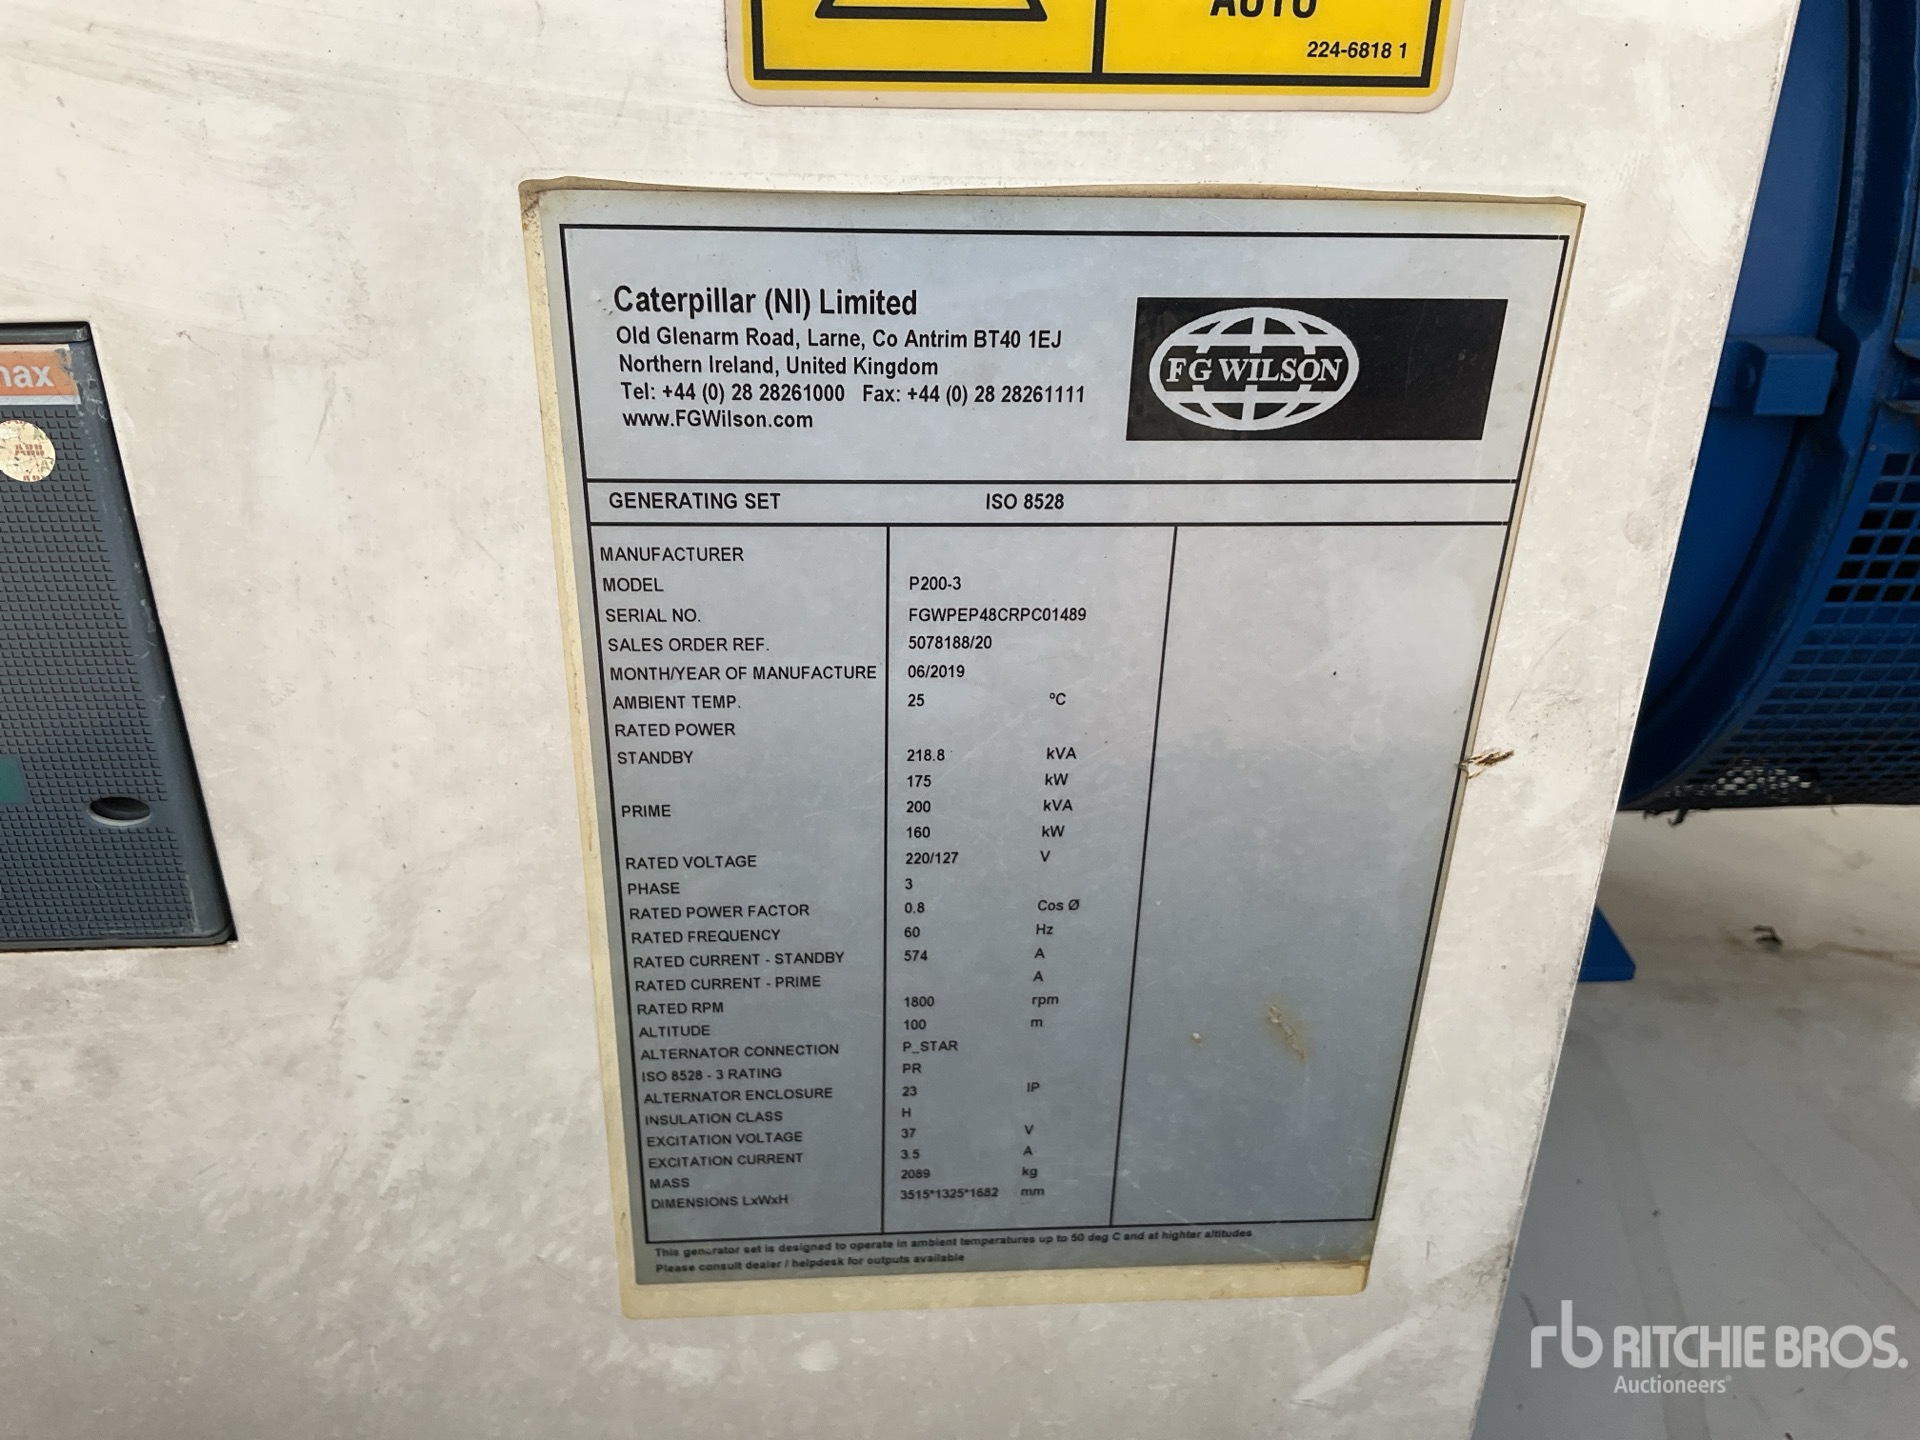 AUTO
224-6818 1
max
ABB
Caterpillar (NI) Limited
Old Glenarm Road, Larne, Co Antrim BT40 1EJ
Northern Ireland, United Kingdom
Tel: +44 (0) 28 28261000 Fax: +44 (0) 28 28261111
www.FGWilson.com
FG WILSON
GENERATING SET ISO 8528
MANUFACTURER
MODEL P200-3
SERIAL NO. FGWPEP48CRPC01489
SALES ORDER REF. 5078188/20
MONTH/YEAR OF MANUFACTURE 06/2019
AMBIENT TEMP. 25 ºC
RATED POWER
STANDBY 218.8 kVA
175 kW
PRIME 200 kVA
160 kW
RATED VOLTAGE 220/127 V
PHASE 3
RATED POWER FACTOR 0.8 Cos Ø
RATED FREQUENCY 60 Hz
RATED CURRENT - STANDBY 574 A
RATED CURRENT - PRIME A
RATED RPM 1800 rpm
ALTITUDE 100 m
ALTERNATOR CONNECTION P_STAR
ISO 8528 - 3 RATING PR
ALTERNATOR ENCLOSURE 23 IP
INSULATION CLASS H
EXCITATION VOLTAGE 37 V
EXCITATION CURRENT 3.5 A
MASS 2089 kg
DIMENSIONS LxWxH 3515*1325*1682 mm
This generator set is designed to operate in ambient temperatures up to 50 deg C and at highter altitudes
Please consult dealer / helpdesk for outputs available
rb RITCHIE BROS.
Auctioneers